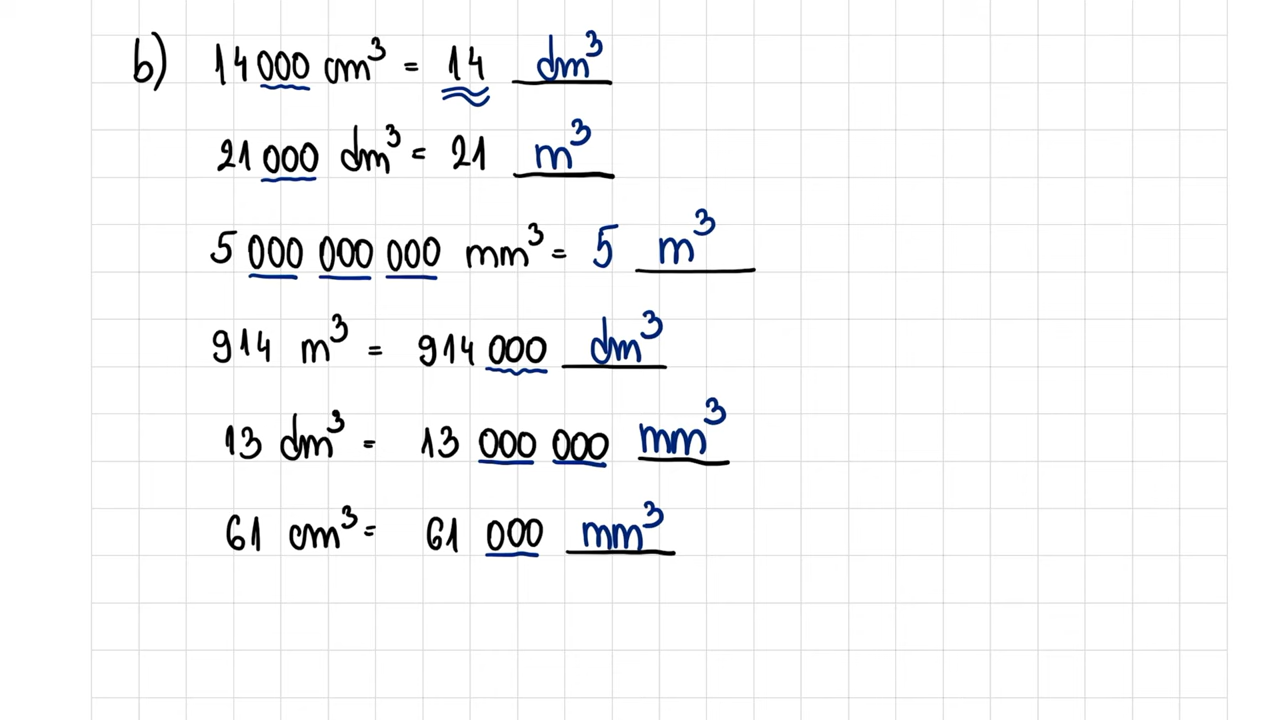 b) 14 000 cm³ = 14 dm³
21 000 dm³ = 21 m³
5 000 000 000 mm³ = 5 m³
914 m³ = 914 000 dm³
13 dm³ = 13 000 000 mm³
61 cm³ = 61 000 mm³